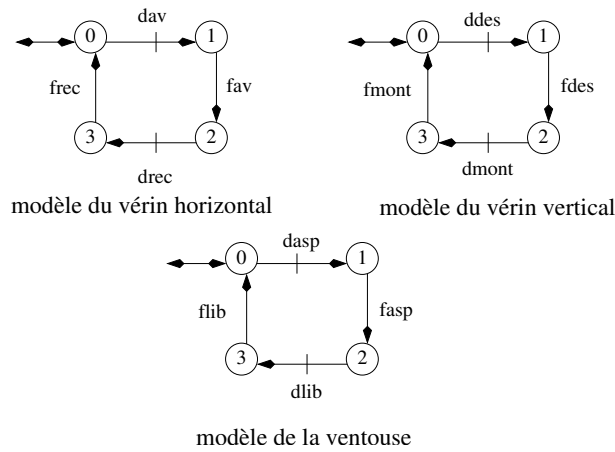 dav
0
1
frec
fav
3
2
drec
modèle du vérin horizontal
ddes
0
1
fmont
fdes
3
2
dmont
modèle du vérin vertical
dasp
0
1
flib
fasp
3
2
dlib
modèle de la ventouse